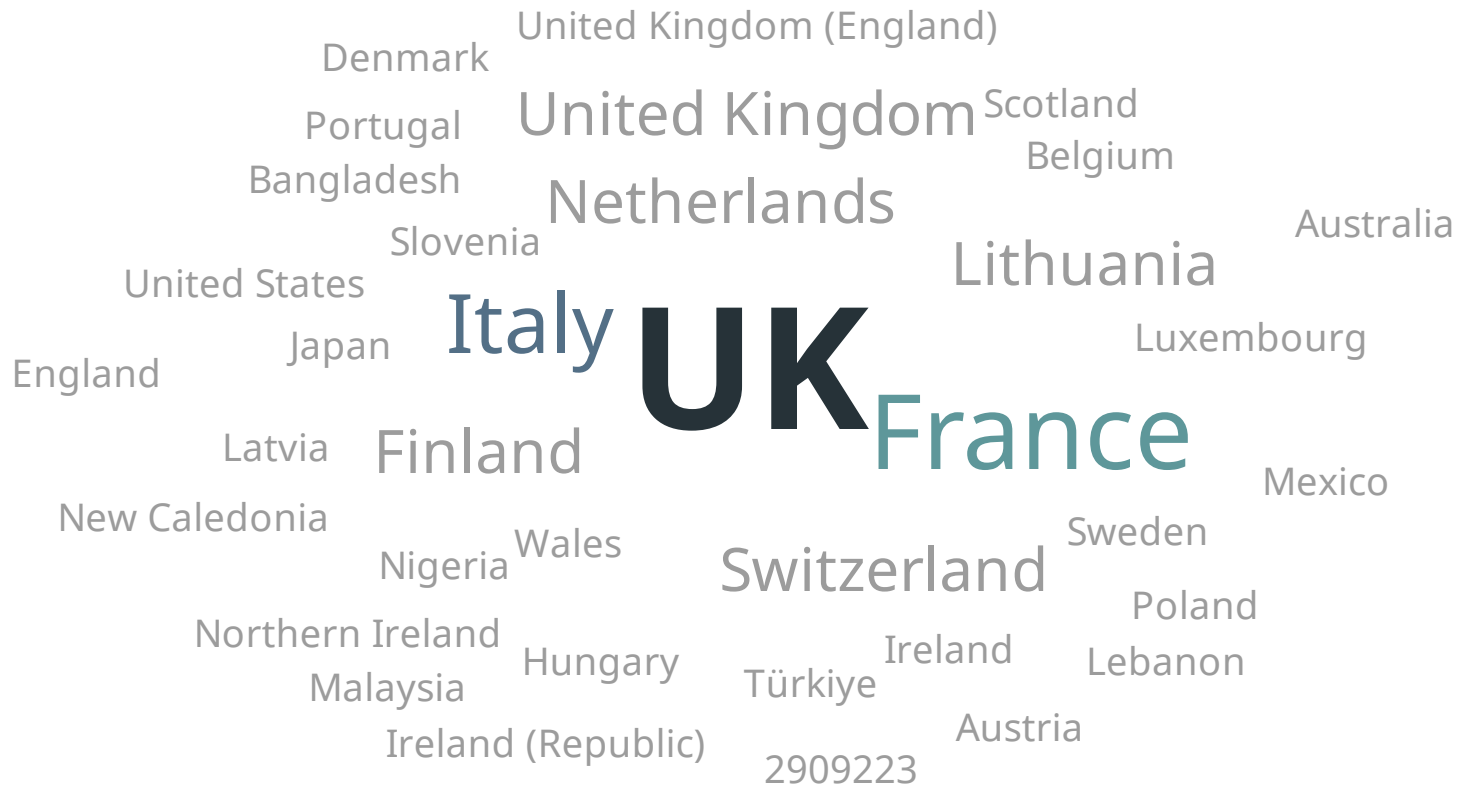 United Kingdom (England)
Denmark
United Kingdom
Scotland
Portugal
Belgium
Bangladesh
Netherlands
Australia
Slovenia
Lithuania
United States
Italy
UK
Japan
Luxembourg
England
France
Latvia
Finland
Mexico
New Caledonia
Sweden
Wales
Nigeria
Switzerland
Poland
Northern Ireland
Ireland
Hungary
Lebanon
Malaysia
Türkiye
Austria
Ireland (Republic)
2909223